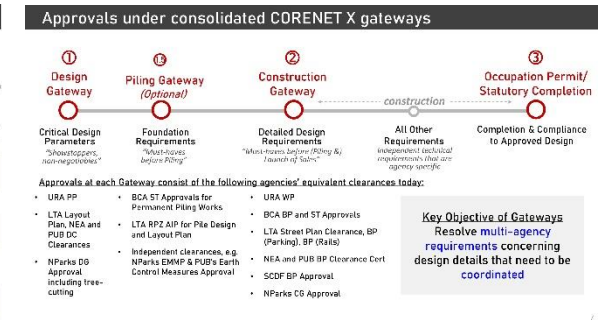 Approvals under consolidated CORENET X gateways
1
Design
Gateway
1.5
Piling Gateway
(Optional)
2
Construction
Gateway
construction
3
Occupation Permit/
Statutory Completion
Critical Design
Parameters
"Showstoppers,
non-negotiables"
Foundation
Requirements
"Must-haves
before Piling"
Detailed Design
Requirements
"Must-haves before (Piling &)
Launch of Sales"
All Other
Requirements
Independent technical
requirements that are
agency specific
Completion & Compliance
to Approved Design
Approvals at each Gateway consist of the following agencies' equivalent clearances today:
• URA PP
• LTA Layout
Plan, NEA and
PUB DC
Clearances
• NParks DG
Approval
including tree-
cutting
• BCA ST Approvals for
Permanent Piling Works
• LTA RPZ AIP for Pile Design
and Layout Plan
• Independent clearances, e.g.
NParks EMMP & PUB's Earth
Control Measures Approval
• URA WP
• BCA BP and ST Approvals
• LTA Street Plan Clearance, BP
(Parking), BP (Rails)
• NEA and PUB BP Clearance Cert
• SCDF BP Approval
• NParks CG Approval
Key Objective of Gateways
Resolve multi-agency
requirements concerning
design details that need to be
coordinated